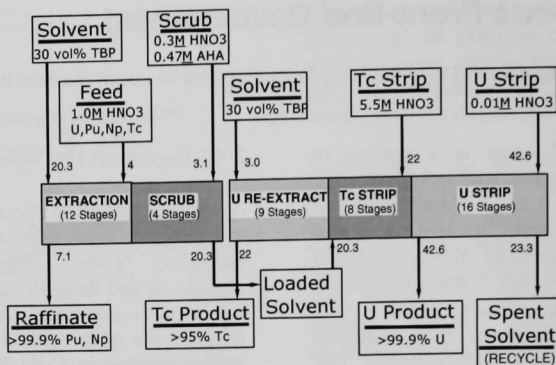 Solvent
30 vol% TBP
Scrub
0.3M HNO3
0.47M AHA
Feed
1.0M HNO3
U,Pu,Np,Tc
Solvent
30 vol% TBP
Tc Strip
5.5M HNO3
U Strip
0.01M HNO3
20.3
3.1
3.0
22
42.6
EXTRACTION
(12 Stages)
SCRUB
(4 Stages)
U RE-EXTRACT
(9 Stages)
Tc STRIP
(8 Stages)
U STRIP
(16 Stages)
7.1
20.3
22
20.3
42.6
23.3
Loaded
Solvent
Raffinate
>99.9% Pu, Np
Tc Product
>95% Tc
U Product
>99.9% U
Spent
Solvent
(RECYCLE)